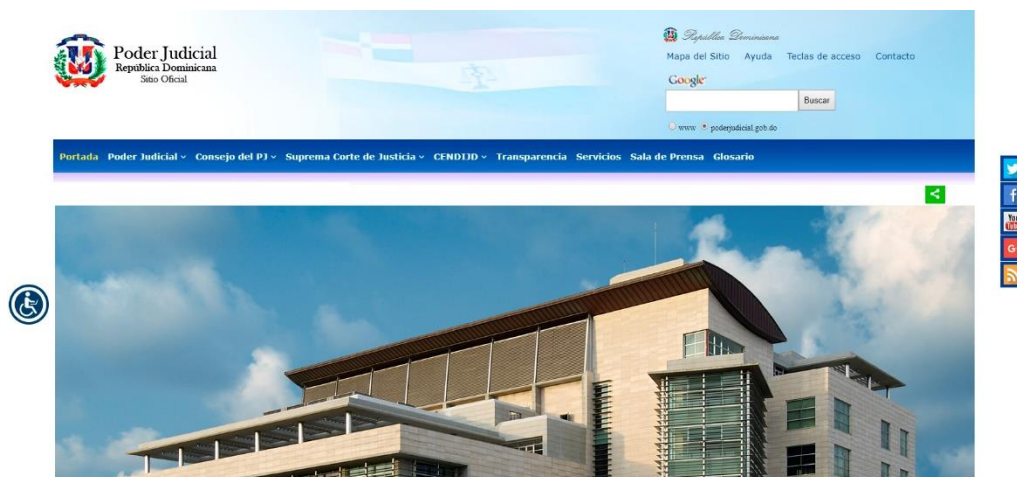 Poder Judicial
República Dominicana
Sitio Oficial
República Dominicana
Mapa del Sitio Ayuda Teclas de acceso Contacto
Google
Buscar
www poderjudicial.gob.do
Portada Poder Judicial Consejo del PJ Suprema Corte de Justicia CENDIJD Transparencia Servicios Sala de Prensa Glosario
You
Tube
G